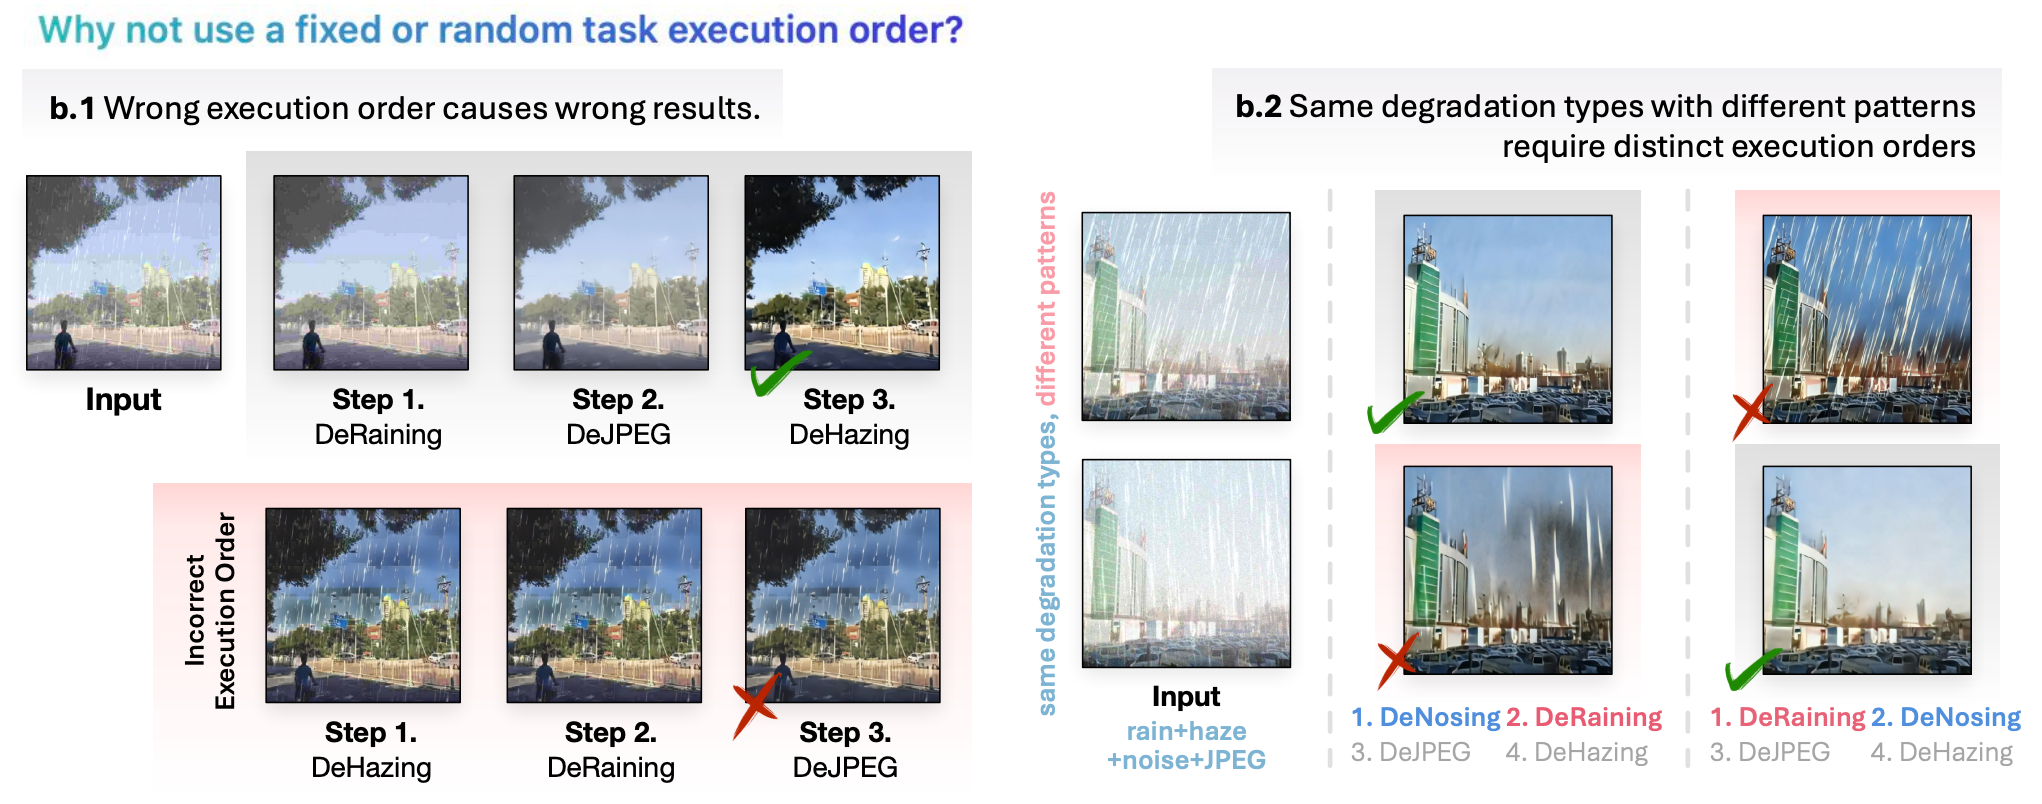 Why not use a fixed or random task execution order?
b.1 Wrong execution order causes wrong results.
Input
Step 1.
DeRaining
Step 2.
DeJPEG
Step 3.
DeHazing
Incorrect
Execution Order
Step 1.
DeHazing
Step 2.
DeRaining
Step 3.
DeJPEG
b.2 Same degradation types with different patterns
require distinct execution orders
same degradation types, different patterns
Input
rain+haze
+noise+JPEG
1. DeNosing 2. DeRaining
3. DeJPEG 4. DeHazing
1. DeRaining 2. DeNosing
3. DeJPEG 4. DeHazing